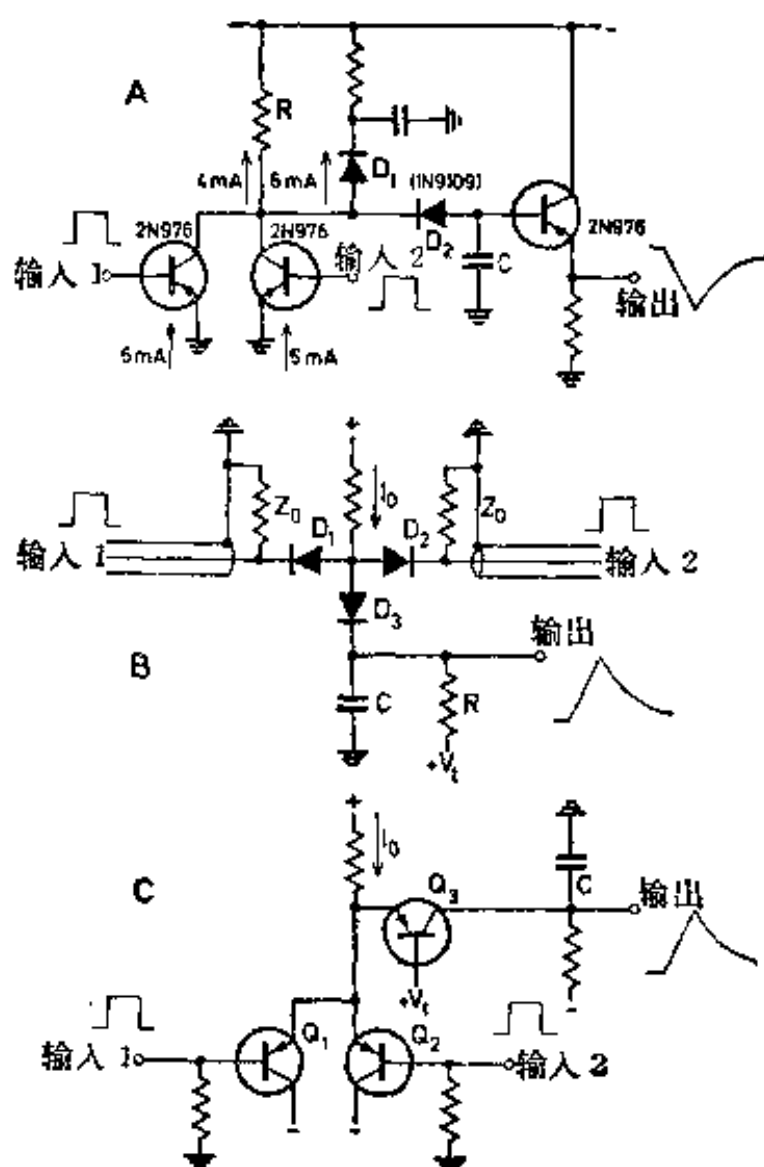 A
R
4mA
6mA
D₁
(1N9109)
D₂
C
2N976
2N976
2N976
输入 1
输入 2
输出
5mA
B
Z₀
D₁
+
I₀
D₂
Z₀
输入 1
输入 2
D₃
输出
C
R
+Vₜ
C
+
I₀
Q₃
C
输出
+Vₜ
-
输入 1
Q₁
Q₂
输入 2
-
-